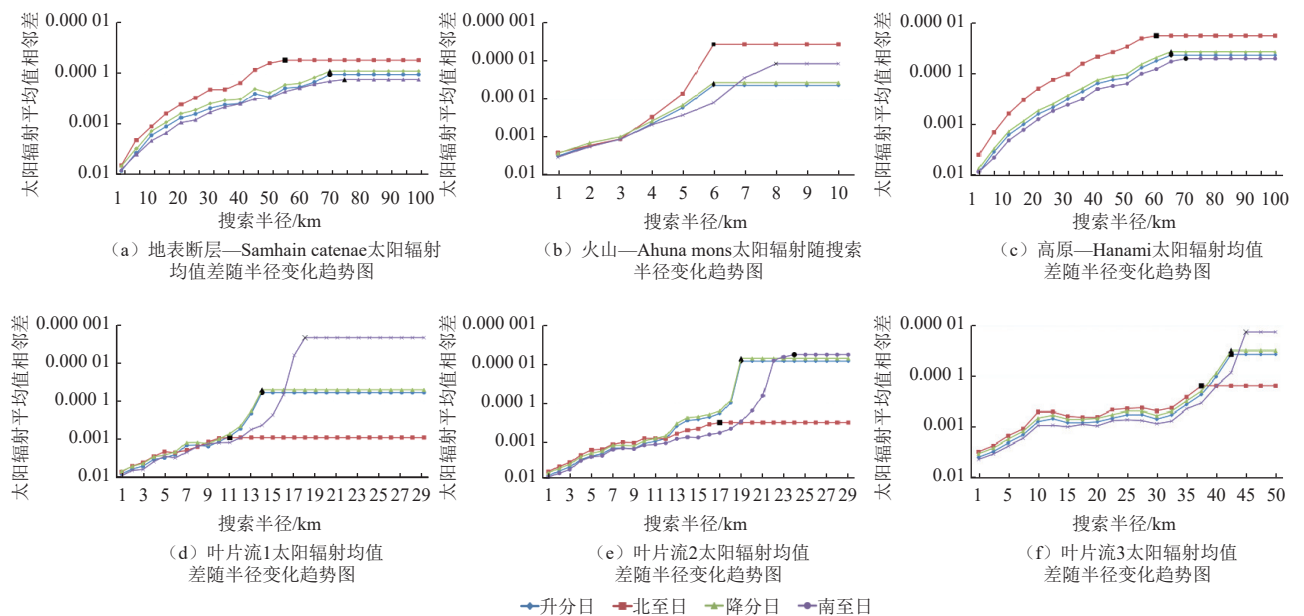 太阳辐射平均值相邻差
0.000 01
0.000 1
0.001
0.01
1 10 20 30 40 50 60 70 80 90 100
搜索半径/km
（a）地表断层—Samhain catenae太阳辐射
均值差随半径变化趋势图
太阳辐射平均值相邻差
0.000 001
0.000 01
0.000 1
0.001
0.01
1 2 3 4 5 6 7 8 9 10
搜索半径/km
（b）火山—Ahuna mons太阳辐射随搜索
半径变化趋势图
太阳辐射平均值相邻差
0.000 01
0.000 1
0.001
0.01
1 10 20 30 40 50 60 70 80 90 100
搜索半径/km
（c）高原—Hanami太阳辐射均值
差随半径变化趋势图
太阳辐射平均值相邻差
0.000 001
0.000 01
0.000 1
0.001
0.01
1 3 5 7 9 11 13 15 17 19 21 23 25 27 29
搜索半径/km
（d）叶片流1太阳辐射均值
差随半径变化趋势图
太阳辐射平均值相邻差
0.000 001
0.000 01
0.000 1
0.001
0.01
1 3 5 7 9 11 13 15 17 19 21 23 25 27 29
搜索半径/km
（e）叶片流2太阳辐射均值
差随半径变化趋势图
太阳辐射平均值相邻差
0.000 01
0.000 1
0.001
0.01
1 5 10 15 20 25 30 35 40 45 50
搜索半径/km
（f）叶片流3太阳辐射均值
差随半径变化趋势图
升分日 北至日 降分日 南至日